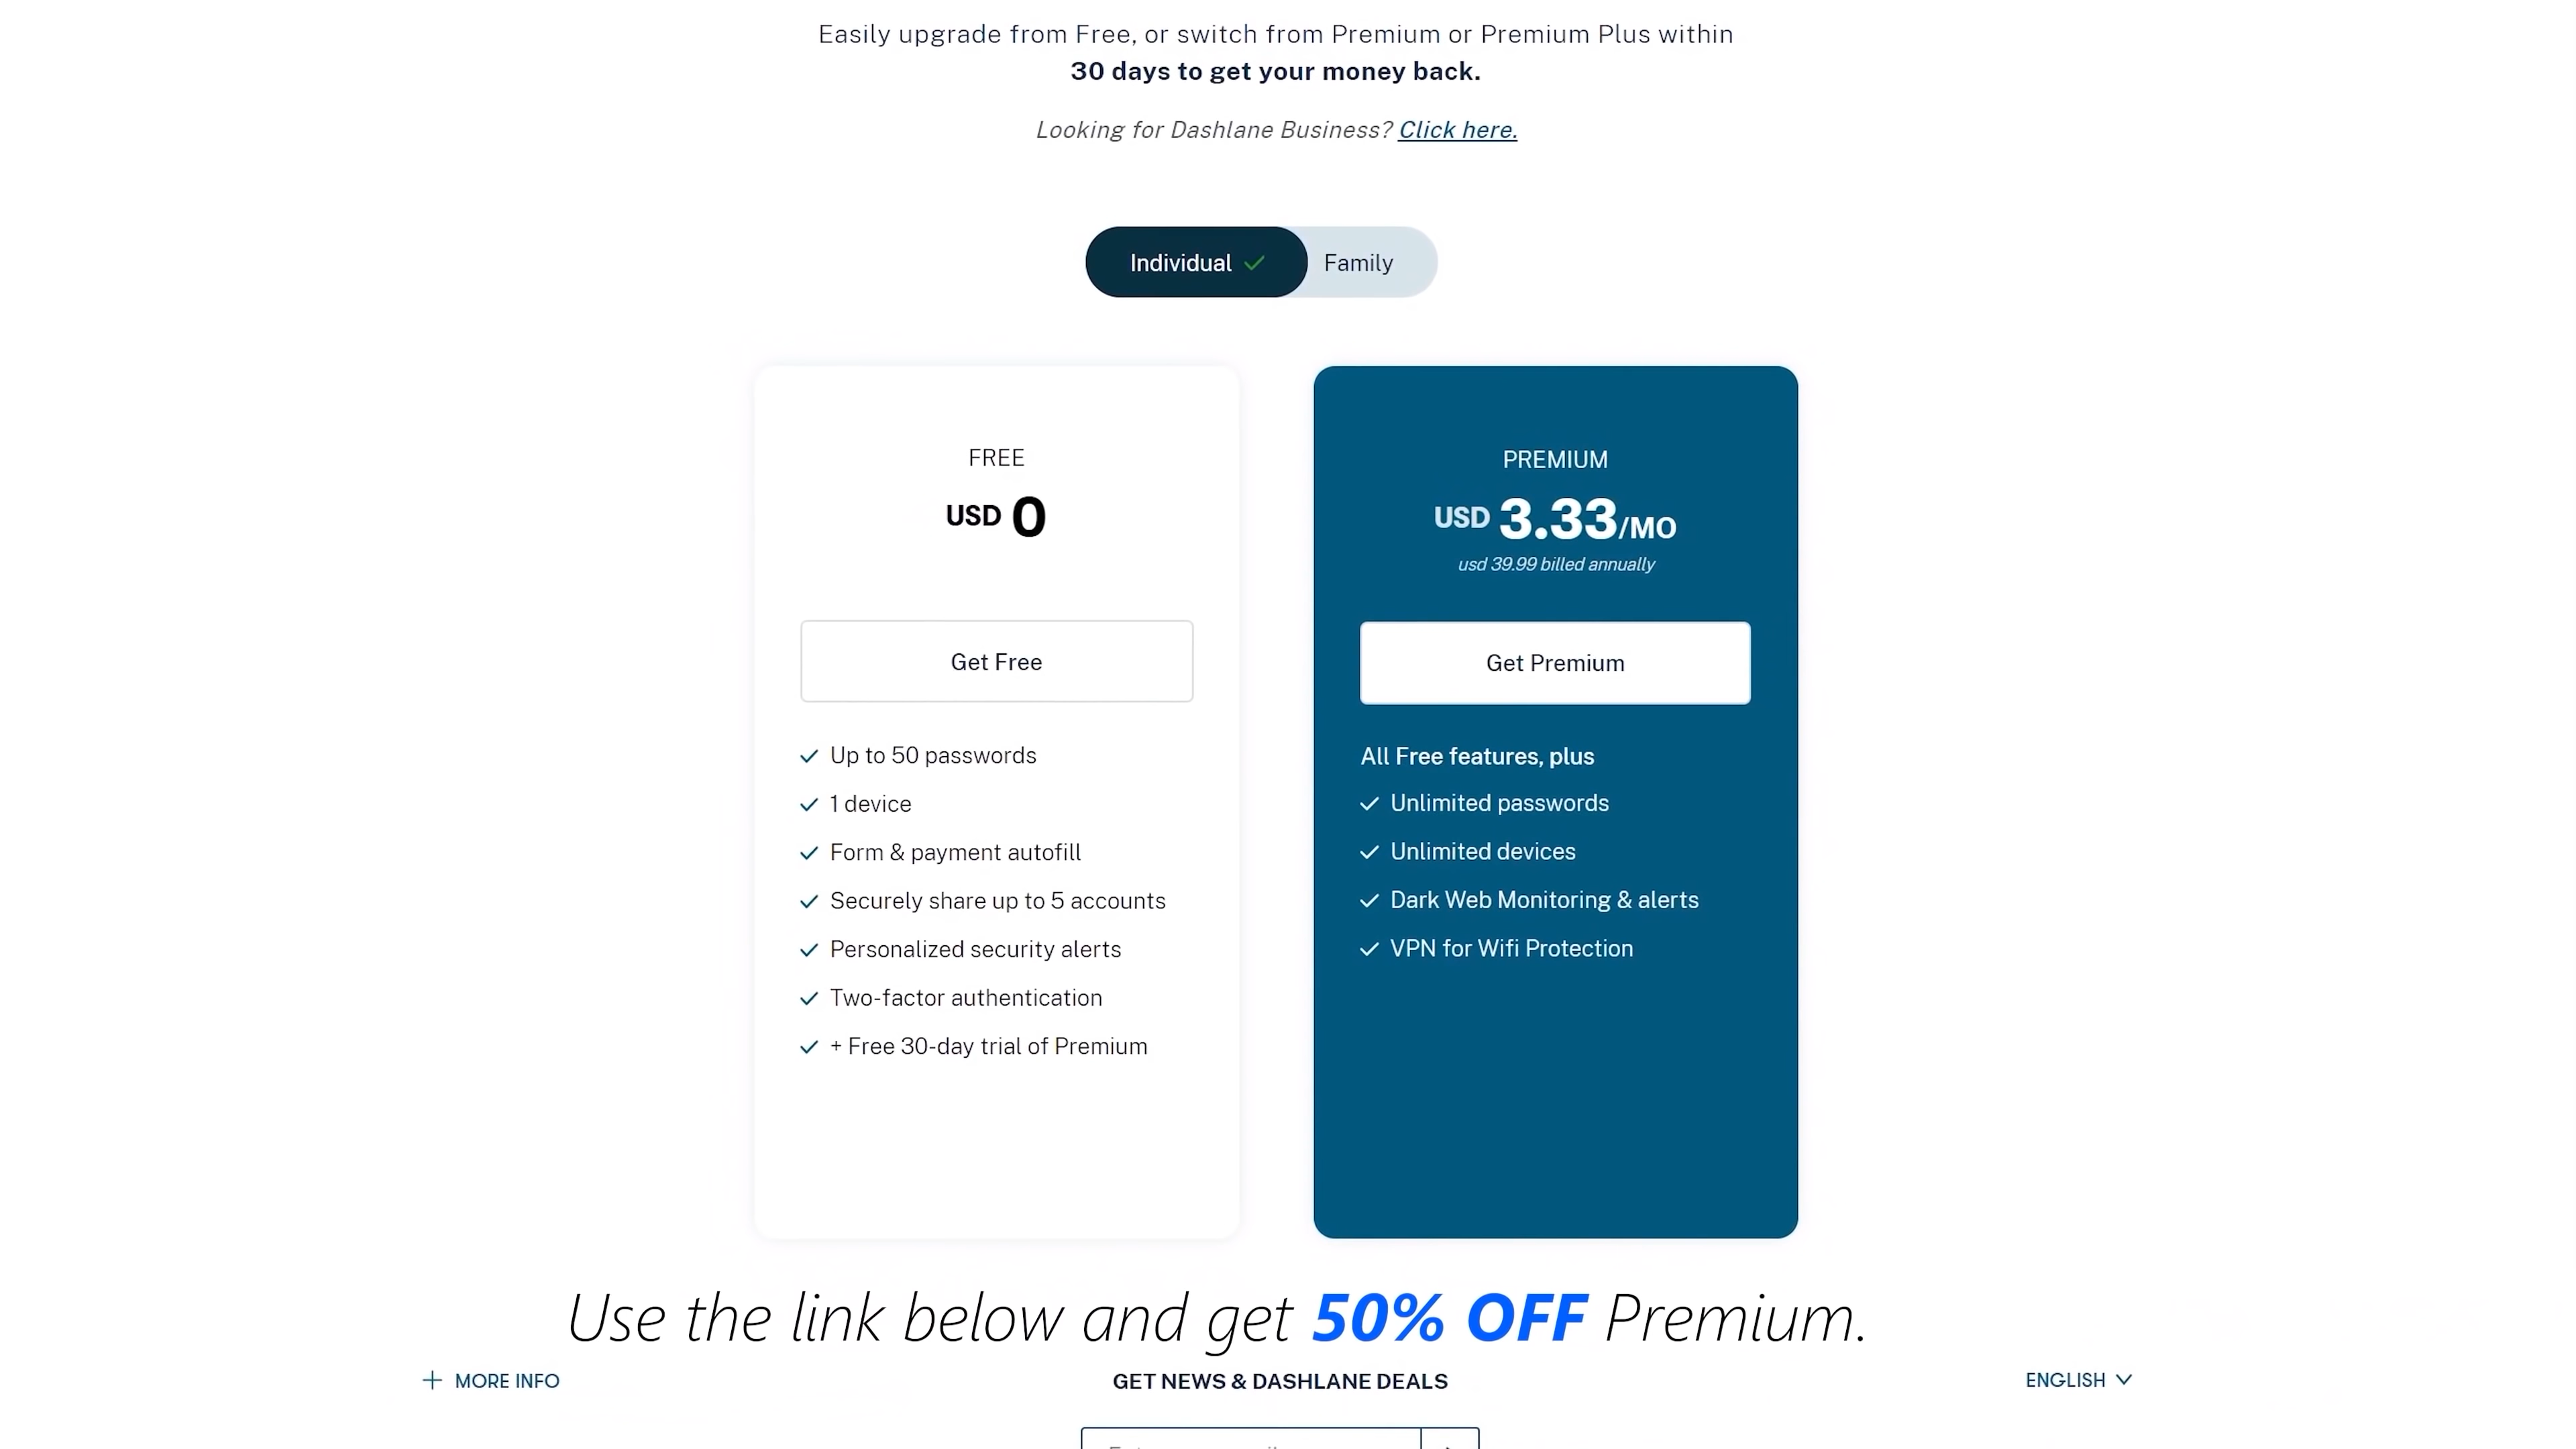 Easily upgrade from Free, or switch from Premium or Premium Plus within
30 days to get your money back.
Looking for Dashlane Business? Click here.
Individual
Family
FREE
USD 0
Get Free
Up to 50 passwords
1 device
Form & payment autofill
Securely share up to 5 accounts
Personalized security alerts
Two-factor authentication
+ Free 30-day trial of Premium
PREMIUM
USD 3.33/MO
usd 39.99 billed annually
Get Premium
All Free features, plus
Unlimited passwords
Unlimited devices
Dark Web Monitoring & alerts
VPN for Wifi Protection
Use the link below and get 50% OFF Premium.
MORE INFO
GET NEWS & DASHLANE DEALS
ENGLISH